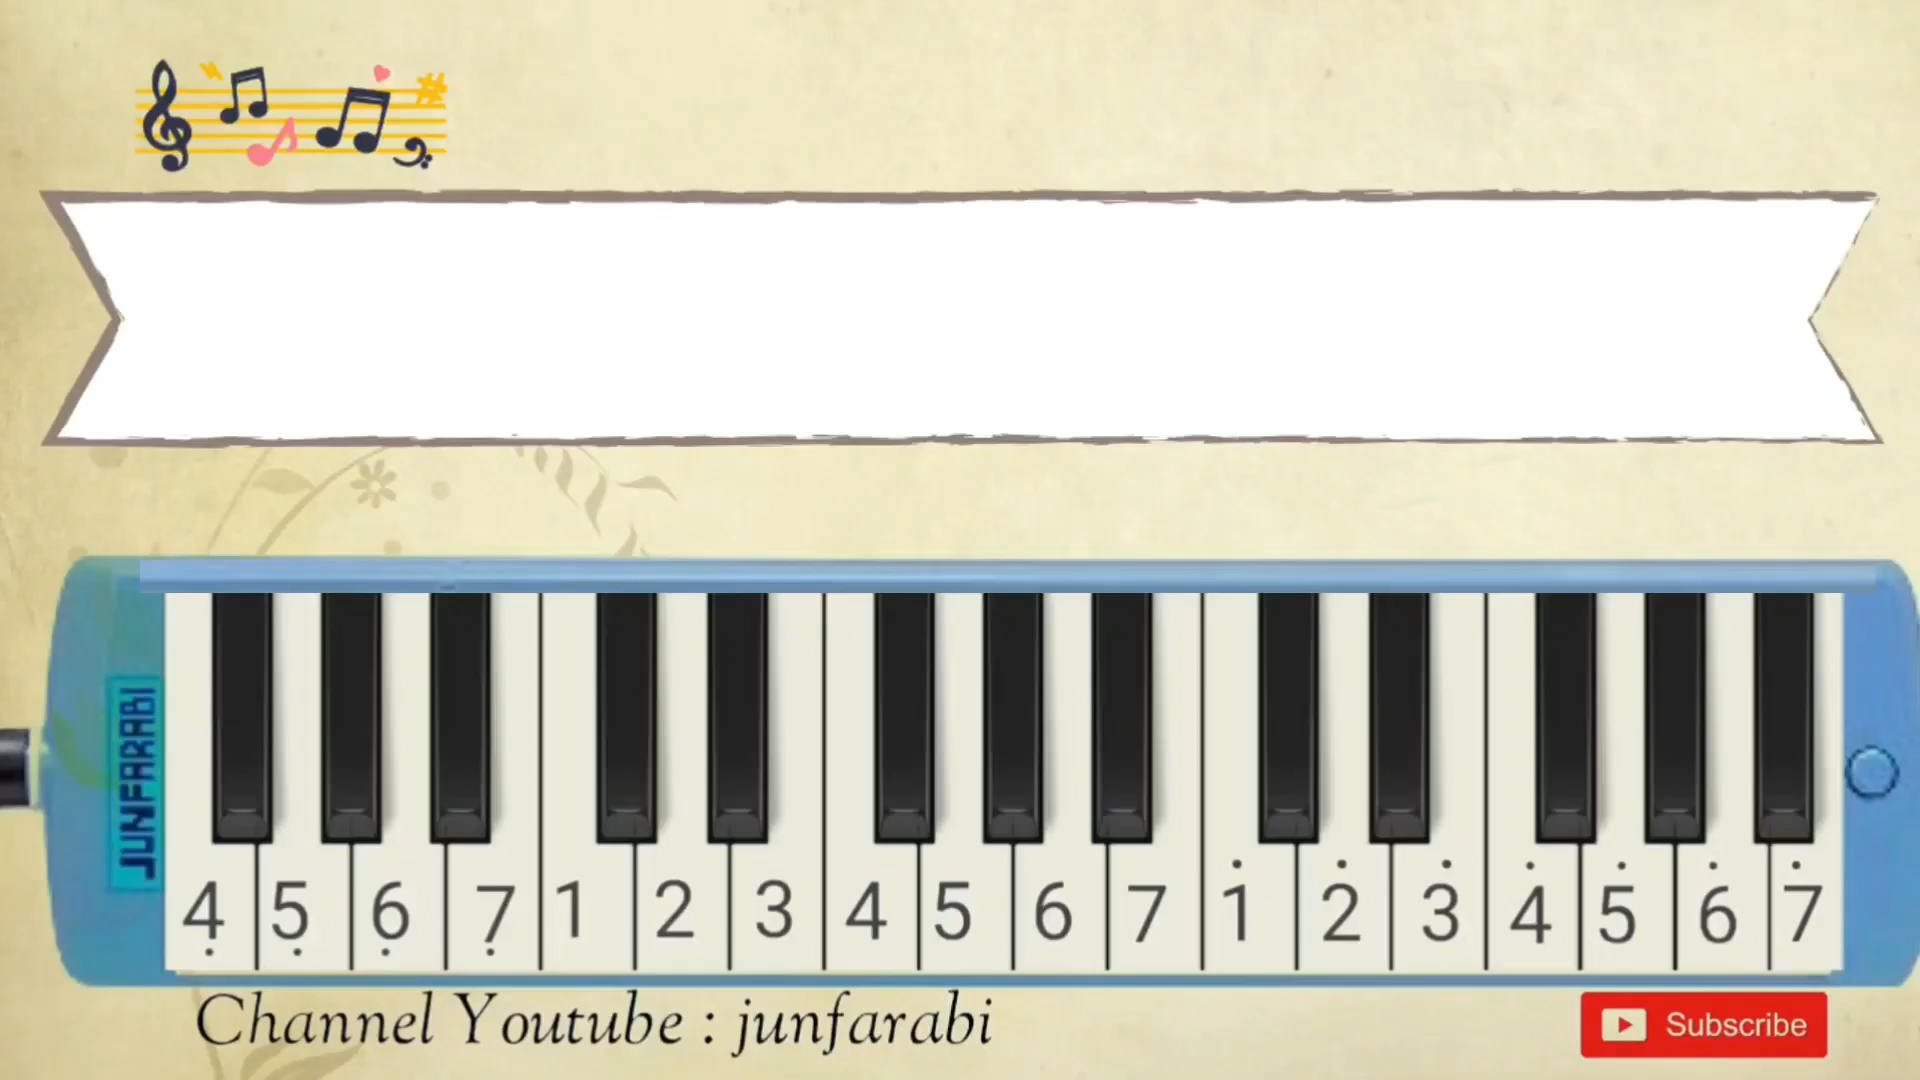 JUNFARABI
4̣ 5̣ 6̣ 7̣ 1 2 3 4 5 6 7 1̇ 2̇ 3̇ 4̇ 5̇ 6̇ 7̇
Channel Youtube : junfarabi
Subscribe